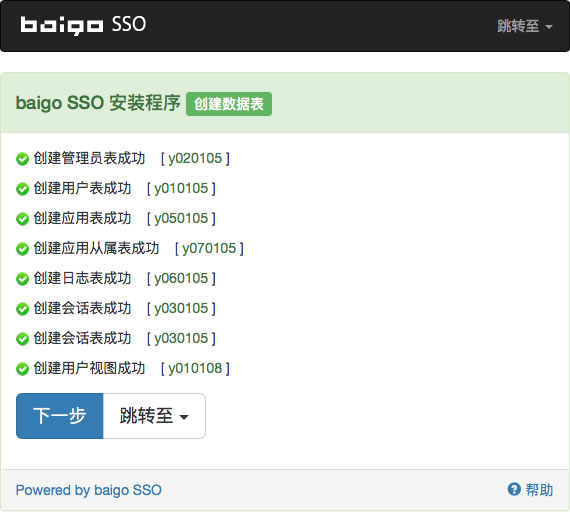 baigo SSO 跳转至
baigo SSO 安装程序 创建数据表
创建管理员表成功 [ y020105 ]
创建用户表成功 [ y010105 ]
创建应用表成功 [ y050105 ]
创建应用从属表成功 [ y070105 ]
创建日志表成功 [ y060105 ]
创建会话表成功 [ y030105 ]
创建会话表成功 [ y030105 ]
创建用户视图成功 [ y010108 ]
下一步 跳转至
Powered by baigo SSO 帮助